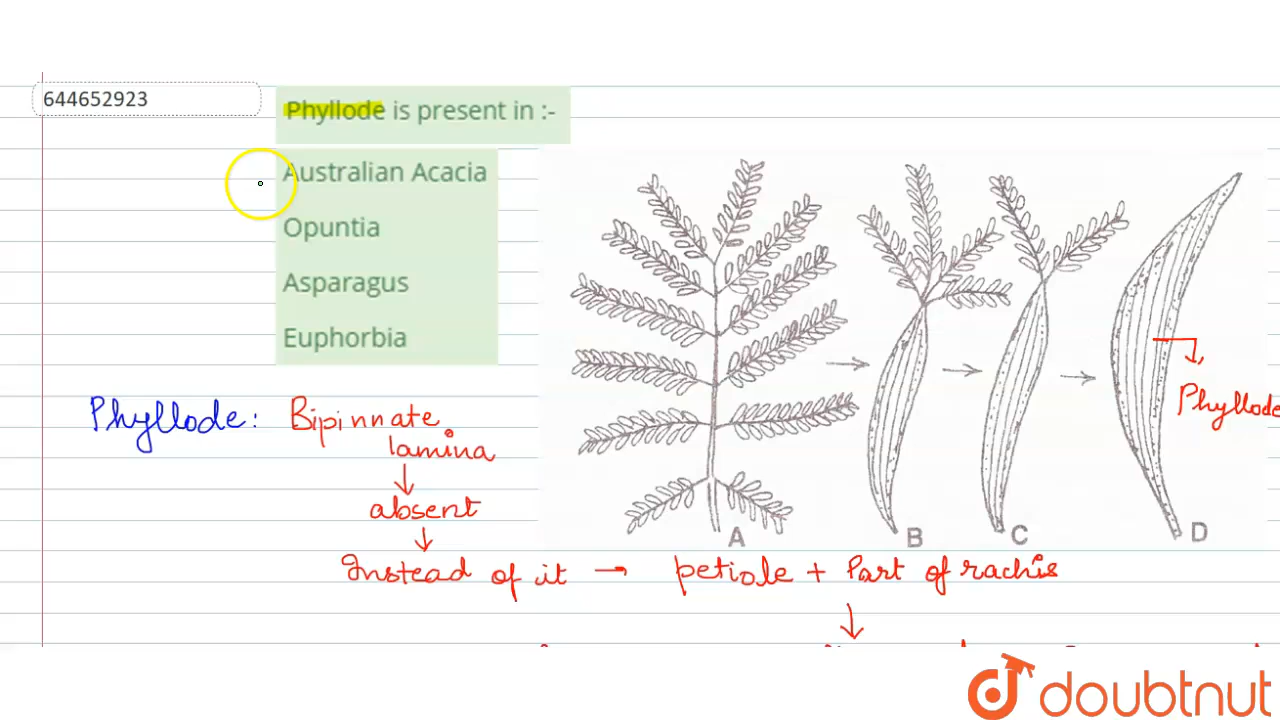 644652923
Phyllode is present in :-
Australian Acacia
Opuntia
Asparagus
Euphorbia
Phyllode: Bipinnate
lamina
absent
Instead of it → petiole + Part of rachis
Phyllode
A
B
C
D
doubtnut